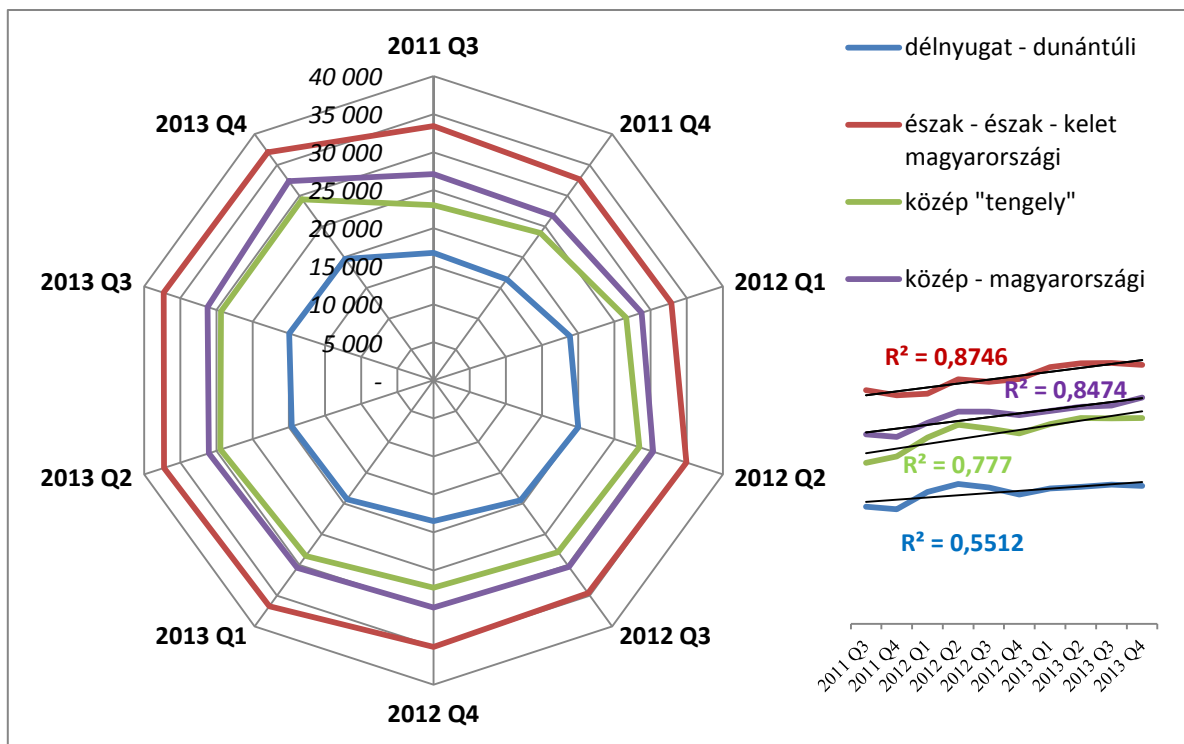 2011 Q3
2011 Q4
2012 Q1
2012 Q2
2012 Q3
2012 Q4
2013 Q1
2013 Q2
2013 Q3
2013 Q4
40 000
35 000
30 000
25 000
20 000
15 000
10 000
5 000
-
délnyugat - dunántúli
észak - észak - kelet
magyarországi
közép "tengely"
közép - magyarországi
R² = 0,8746
R² = 0,8474
R² = 0,777
R² = 0,5512
2011 Q3
2011 Q4
2012 Q1
2012 Q2
2012 Q3
2012 Q4
2013 Q1
2013 Q2
2013 Q3
2013 Q4